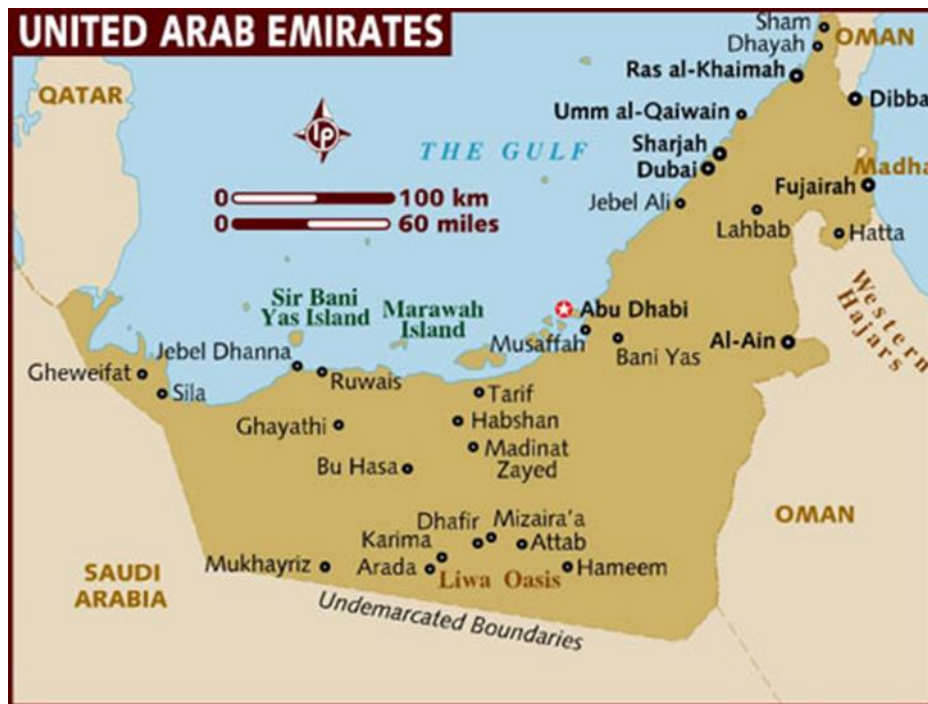 UNITED ARAB EMIRATES
Sham
OMAN
Dhayah
QATAR
Ras al-Khaimah
Dibba
Umm al-Qaiwain
lp
THE GULF
Sharjah
Dubai
Madha
Fujairah
0 100 km
0 60 miles
Jebel Ali
Lahbab
Hatta
Western
Hajars
Sir Bani
Yas Island
Marawah
Island
Abu Dhabi
Musaffah
Bani Yas
Al-Ain
Jebel Dhanna
Gheweifat
Ruwais
Sila
Tarif
Ghayathi
Habshan
Madinat
Zayed
Bu Hasa
OMAN
Dhafir
Mizaira'a
Karima
Attab
Mukhayriz
Arada
Hameem
Liwa Oasis
SAUDI
ARABIA
Undemarcated Boundaries